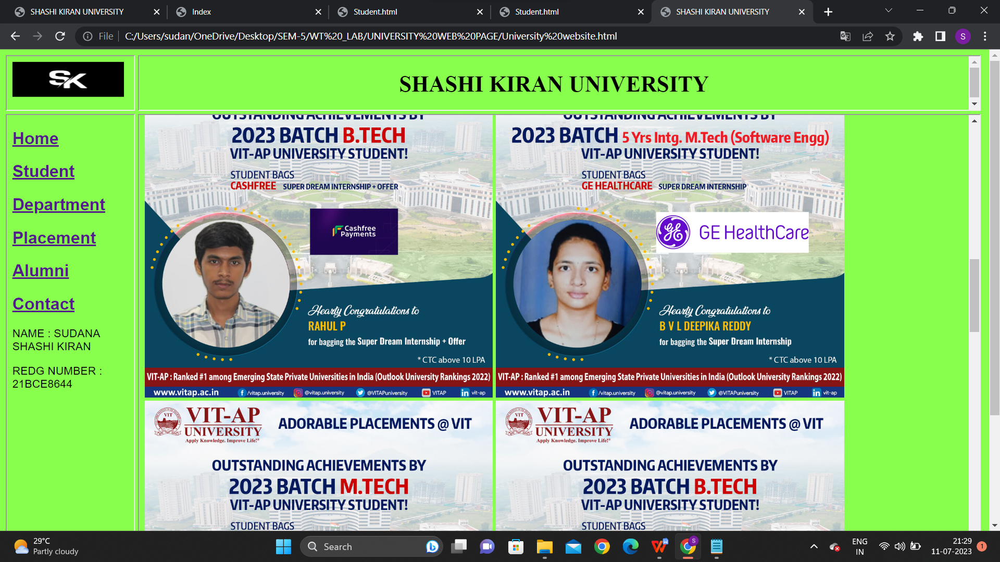 SHASHI KIRAN UNIVERSITY
Index
Student.html
Student.html
SHASHI KIRAN UNIVERSITY
File
C:/Users/sudan/OneDrive/Desktop/SEM-5/WT%20_LAB/UNIVERSITY%20WEB%20PAGE/University%20website.html
S
SK
SHASHI KIRAN UNIVERSITY
Home
Student
Department
Placement
Alumni
Contact
NAME : SUDANA
SHASHI KIRAN
REDG NUMBER :
21BCE8644
OUTSTANDING ACHIEVEMENTS BY
2023 BATCH B.TECH
VIT-AP UNIVERSITY STUDENT!
STUDENT BAGS
CASHFREE SUPER DREAM INTERNSHIP + OFFER
Cashfree
Payments
Hearty Congratulations to
RAHUL P
for bagging the Super Dream Internship + Offer
* CTC above 10 LPA
VIT-AP : Ranked #1 among Emerging State Private Universities in India (Outlook University Rankings 2022)
www.vitap.ac.in
/vitap.university
@vitap.university
@VITAPuniversity
VITAP
vit-ap
OUTSTANDING ACHIEVEMENTS BY
2023 BATCH 5 Yrs Intg. M.Tech (Software Engg)
VIT-AP UNIVERSITY STUDENT!
STUDENT BAGS
GE HEALTHCARE SUPER DREAM INTERNSHIP
GE HealthCare
Hearty Congratulations to
B V L DEEPIKA REDDY
for bagging the Super Dream Internship
* CTC above 10 LPA
VIT-AP : Ranked #1 among Emerging State Private Universities in India (Outlook University Rankings 2022)
www.vitap.ac.in
/vitap.university
@vitap.university
@VITAPuniversity
VITAP
vit-ap
VIT
VIT-AP
UNIVERSITY
Apply Knowledge. Improve Life!®
ADORABLE PLACEMENTS @ VIT
OUTSTANDING ACHIEVEMENTS BY
2023 BATCH M.TECH
VIT-AP UNIVERSITY STUDENT!
STUDENT BAGS
VIT
VIT-AP
UNIVERSITY
Apply Knowledge. Improve Life!®
ADORABLE PLACEMENTS @ VIT
OUTSTANDING ACHIEVEMENTS BY
2023 BATCH B.TECH
VIT-AP UNIVERSITY STUDENT!
STUDENT BAGS
29°C
Partly cloudy
Search
S
ENG
IN
21:29
11-07-2023
1